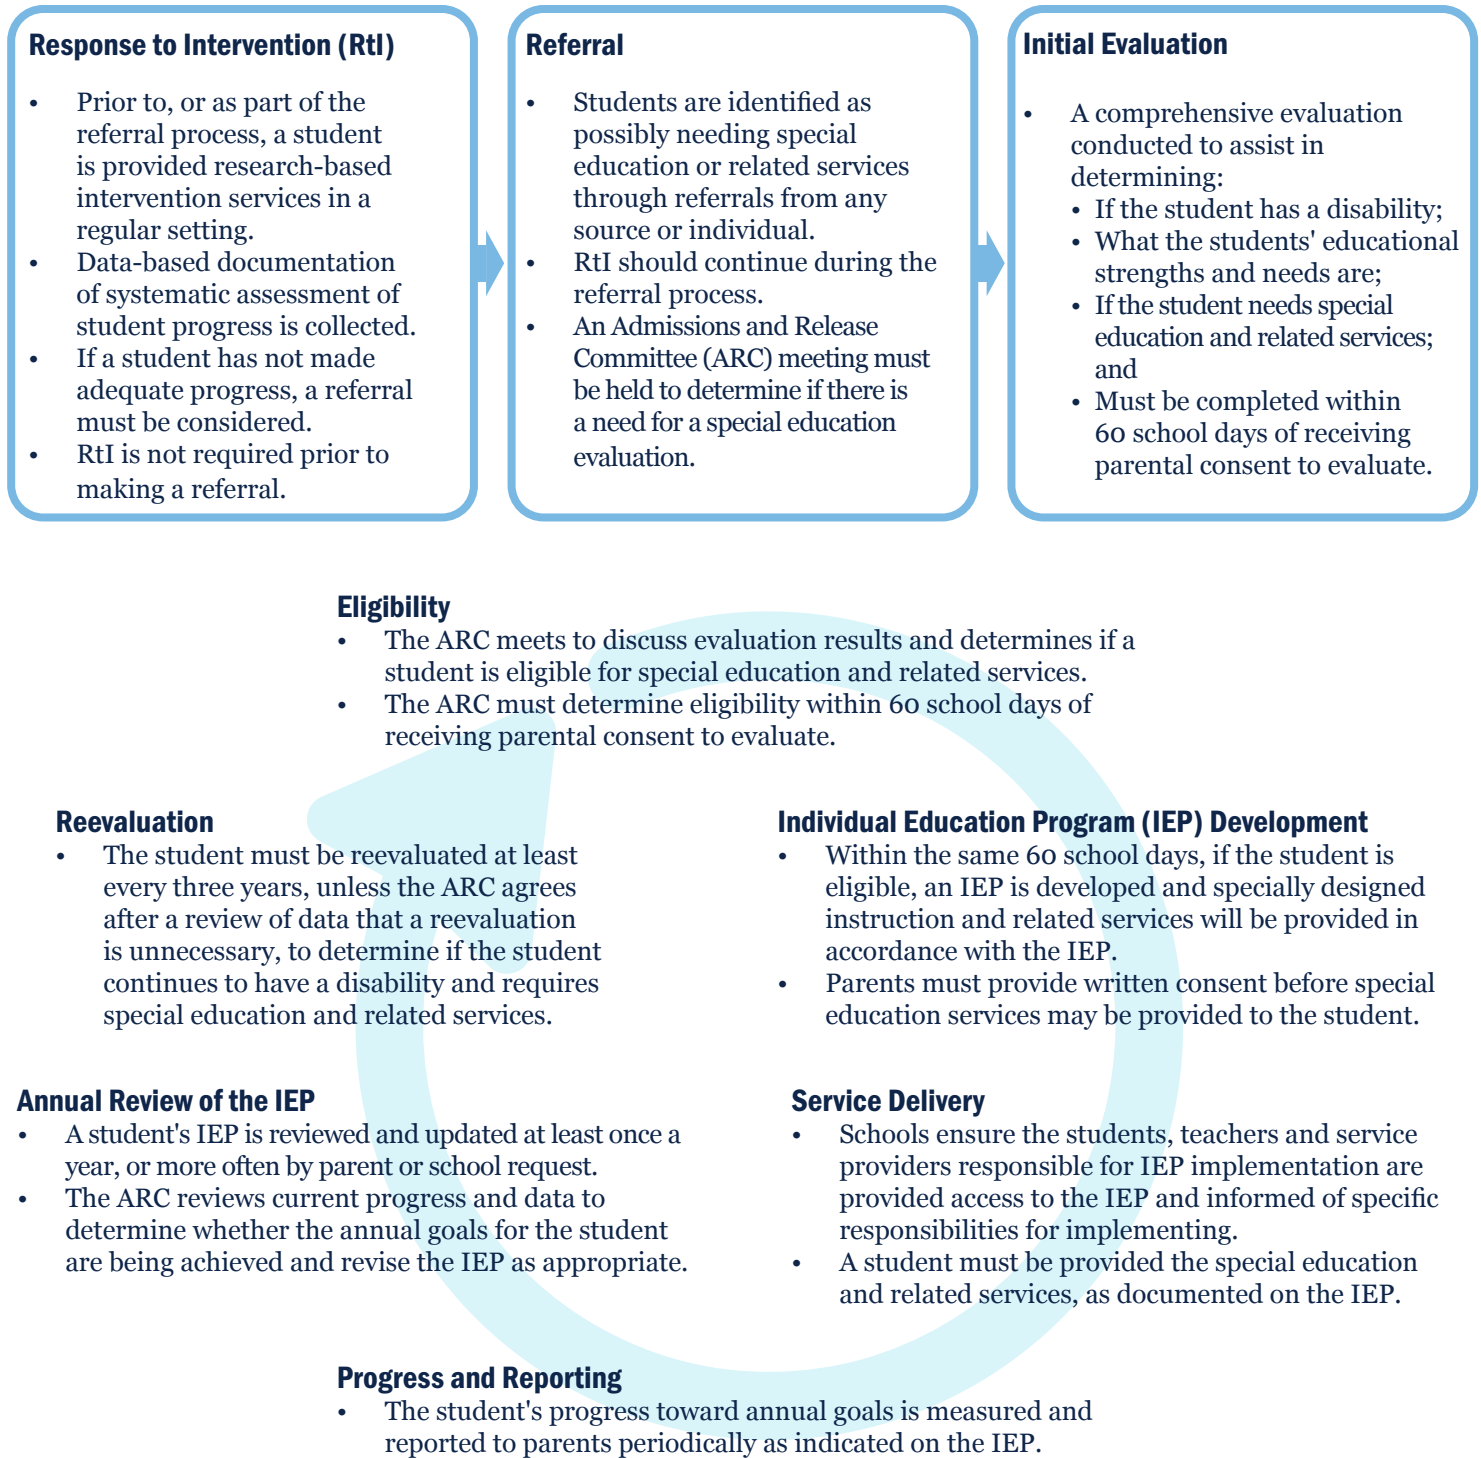 Response to Intervention (RtI)
• Prior to, or as part of the
referral process, a student
is provided research-based
intervention services in a
regular setting.
• Data-based documentation
of systematic assessment of
student progress is collected.
• If a student has not made
adequate progress, a referral
must be considered.
• RtI is not required prior to
making a referral.
Referral
• Students are identified as
possibly needing special
education or related services
through referrals from any
source or individual.
• RtI should continue during the
referral process.
• An Admissions and Release
Committee (ARC) meeting must
be held to determine if there is
a need for a special education
evaluation.
Initial Evaluation
• A comprehensive evaluation
conducted to assist in
determining:
• If the student has a disability;
• What the students' educational
strengths and needs are;
• If the student needs special
education and related services;
and
• Must be completed within
60 school days of receiving
parental consent to evaluate.
Eligibility
• The ARC meets to discuss evaluation results and determines if a
student is eligible for special education and related services.
• The ARC must determine eligibility within 60 school days of
receiving parental consent to evaluate.
Individual Education Program (IEP) Development
• Within the same 60 school days, if the student is
eligible, an IEP is developed and specially designed
instruction and related services will be provided in
accordance with the IEP.
• Parents must provide written consent before special
education services may be provided to the student.
Service Delivery
• Schools ensure the students, teachers and service
providers responsible for IEP implementation are
provided access to the IEP and informed of specific
responsibilities for implementing.
• A student must be provided the special education
and related services, as documented on the IEP.
Progress and Reporting
• The student's progress toward annual goals is measured and
reported to parents periodically as indicated on the IEP.
Annual Review of the IEP
• A student's IEP is reviewed and updated at least once a
year, or more often by parent or school request.
• The ARC reviews current progress and data to
determine whether the annual goals for the student
are being achieved and revise the IEP as appropriate.
Reevaluation
• The student must be reevaluated at least
every three years, unless the ARC agrees
after a review of data that a reevaluation
is unnecessary, to determine if the student
continues to have a disability and requires
special education and related services.